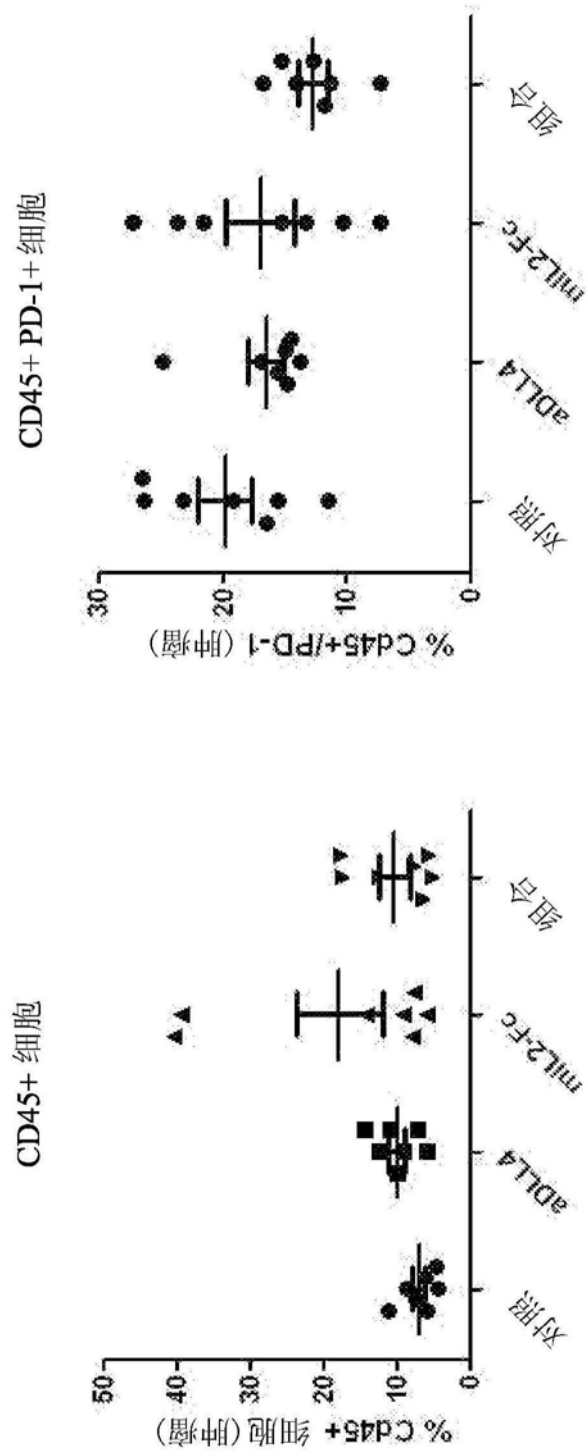 CD45+ 细胞
% Cd45+ 细胞 (肿瘤)
50
40
30
20
10
0
对照
aDLL4
mIL2-Fc
组合
CD45+ PD-1+ 细胞
% Cd45+/PD-1 (肿瘤)
30
20
10
0
对照
aDLL4
mIL2-Fc
组合